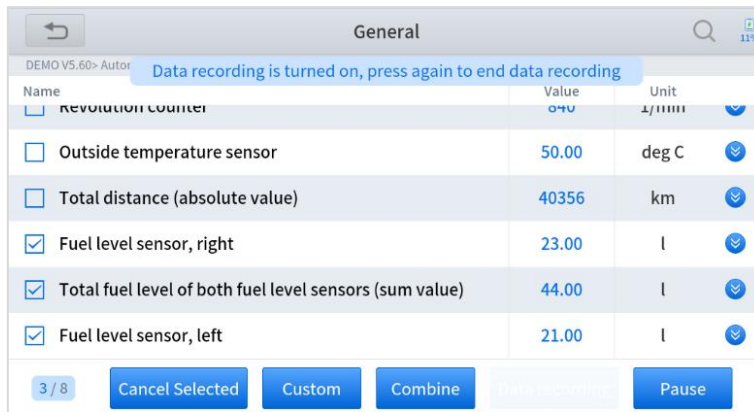 General
11%
DEMO V5.60> Autor
Data recording is turned on, press again to end data recording
Name Value Unit
Revolution counter 840 1/min
Outside temperature sensor 50.00 deg C
Total distance (absolute value) 40356 km
Fuel level sensor, right 23.00 l
Total fuel level of both fuel level sensors (sum value) 44.00 l
Fuel level sensor, left 21.00 l
3 / 8 Cancel Selected Custom Combine Data recording Pause